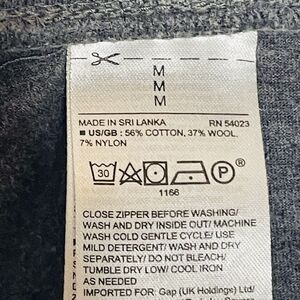 M
M
M
MADE IN SRI LANKA RN 54023
■ US/GB : 56% COTTON, 37% WOOL,
7% NYLON
30 P ®
1166
CLOSE ZIPPER BEFORE WASHING/
WASH AND DRY INSIDE OUT/ MACHINE
WASH COLD GENTLE CYCLE/ USE
MILD DETERGENT/ WASH AND DRY
SEPARATELY/ DO NOT BLEACH/
TUMBLE DRY LOW/ COOL IRON
AS NEEDED
IMPORTED FOR: Gap (UK Holdings) Ltd/